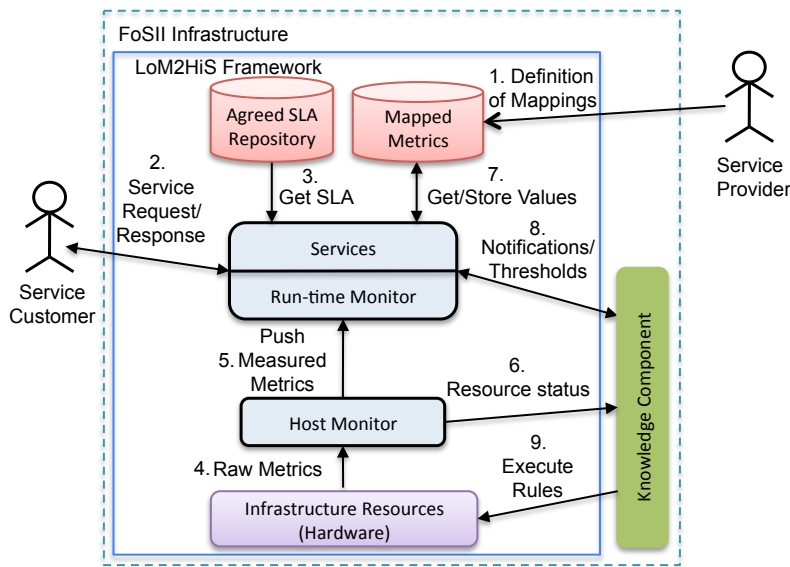 FoSII Infrastructure
LoM2HiS Framework
Agreed SLA
Repository
Mapped
Metrics
1. Definition
of Mappings
Service
Provider
2.
Service
Request/
Response
3.
Get SLA
7.
Get/Store Values
Services
Run-time Monitor
8.
Notifications/
Thresholds
Service
Customer
Push
5. Measured
Metrics
6.
Resource status
Host Monitor
Knowledge Component
4. Raw Metrics
9.
Execute
Rules
Infrastructure Resources
(Hardware)